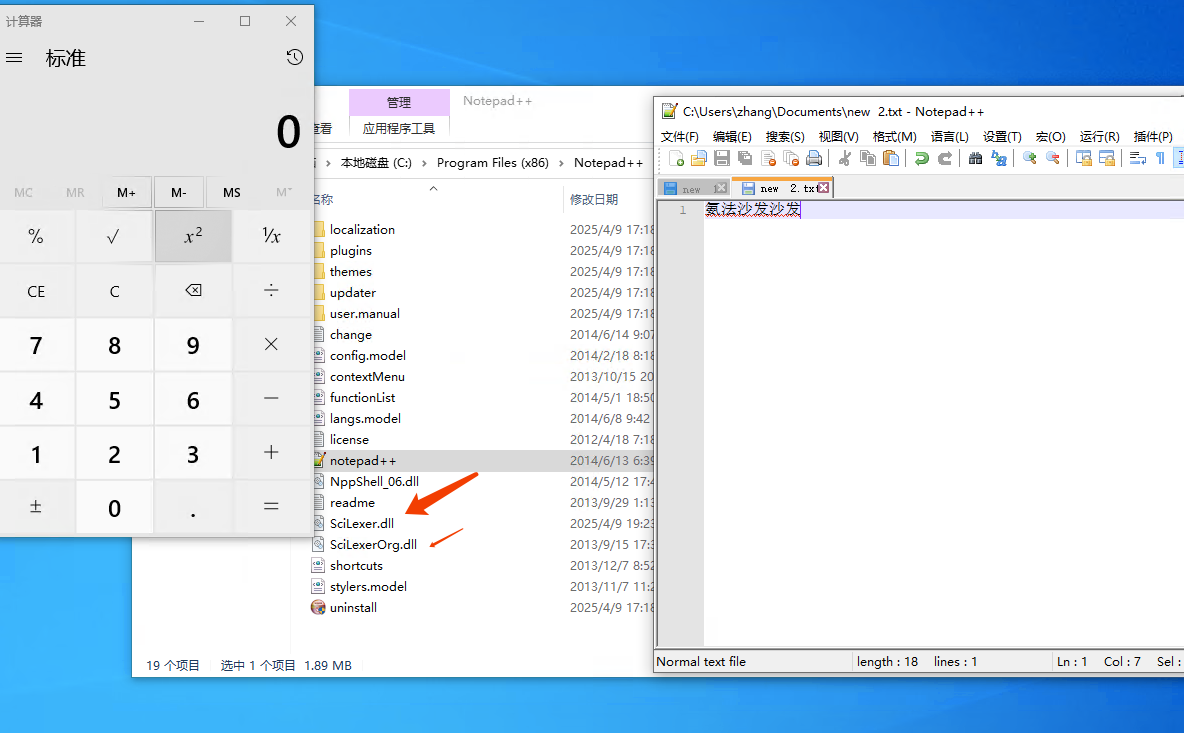 计算器
标准
0
MC MR M+ M- MS M˅
% √ x² ¹/x
CE C ÷
7 8 9 ×
4 5 6 −
1 2 3 +
± 0 . =
管理 Notepad++
查看 应用程序工具
本地磁盘 (C:) › Program Files (x86) › Notepad++
名称 修改日期
localization 2025/4/9 17:18
plugins 2025/4/9 17:18
themes 2025/4/9 17:18
updater 2025/4/9 17:18
user.manual 2025/4/9 17:18
change 2014/6/14 9:07
config.model 2014/2/18 8:18
contextMenu 2013/10/15 20
functionList 2014/5/1 18:50
langs.model 2014/6/8 9:42
license 2012/4/18 7:18
notepad++ 2014/6/13 6:39
NppShell_06.dll 2014/5/12 17:4
readme 2013/9/29 1:13
SciLexer.dll 2025/4/9 19:23
SciLexerOrg.dll 2013/9/15 17:3
shortcuts 2013/12/7 8:52
stylers.model 2013/11/7 11:2
uninstall 2025/4/9 17:18
19 个项目 选中 1 个项目 1.89 MB
C:\Users\zhang\Documents\new 2.txt - Notepad++
文件(F) 编辑(E) 搜索(S) 视图(V) 格式(M) 语言(L) 设置(T) 宏(O) 运行(R) 插件(P)
new new 2.txt
1 氨法沙发沙发
Normal text file length : 18 lines : 1 Ln : 1 Col : 7 Sel :